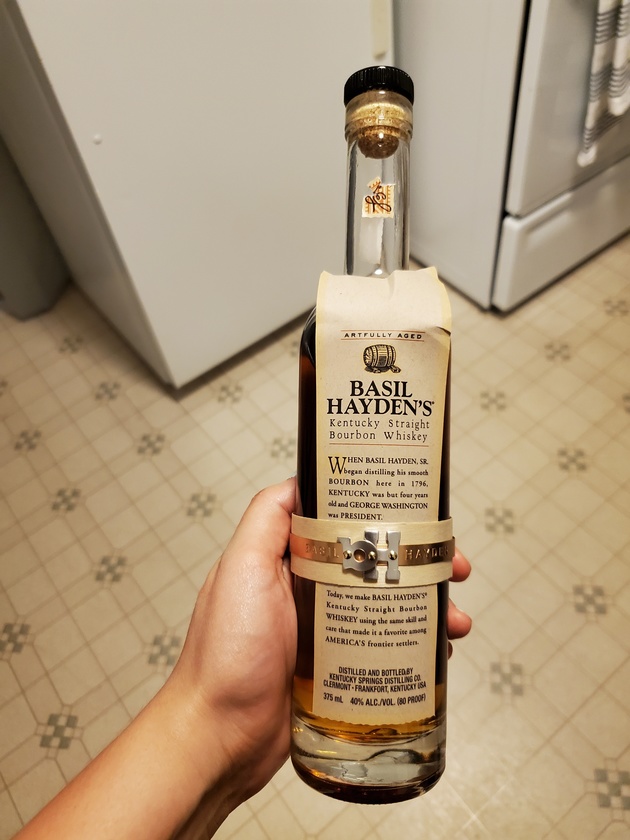 ARTFULLY AGED
BASIL
HAYDEN'S®
Kentucky Straight
Bourbon Whiskey
WHEN BASIL HAYDEN, SR.
began distilling his smooth
BOURBON here in 1796,
KENTUCKY was but four years
old and GEORGE WASHINGTON
was PRESIDENT.
BASIL BH HAYDEN
Today, we make BASIL HAYDEN'S®
Kentucky Straight Bourbon
WHISKEY using the same skill and
care that made it a favorite among
AMERICA'S frontier settlers.
DISTILLED AND BOTTLED BY
KENTUCKY SPRINGS DISTILLING CO.
CLERMONT • FRANKFORT, KENTUCKY USA
375 mL 40% ALC./VOL. (80 PROOF)